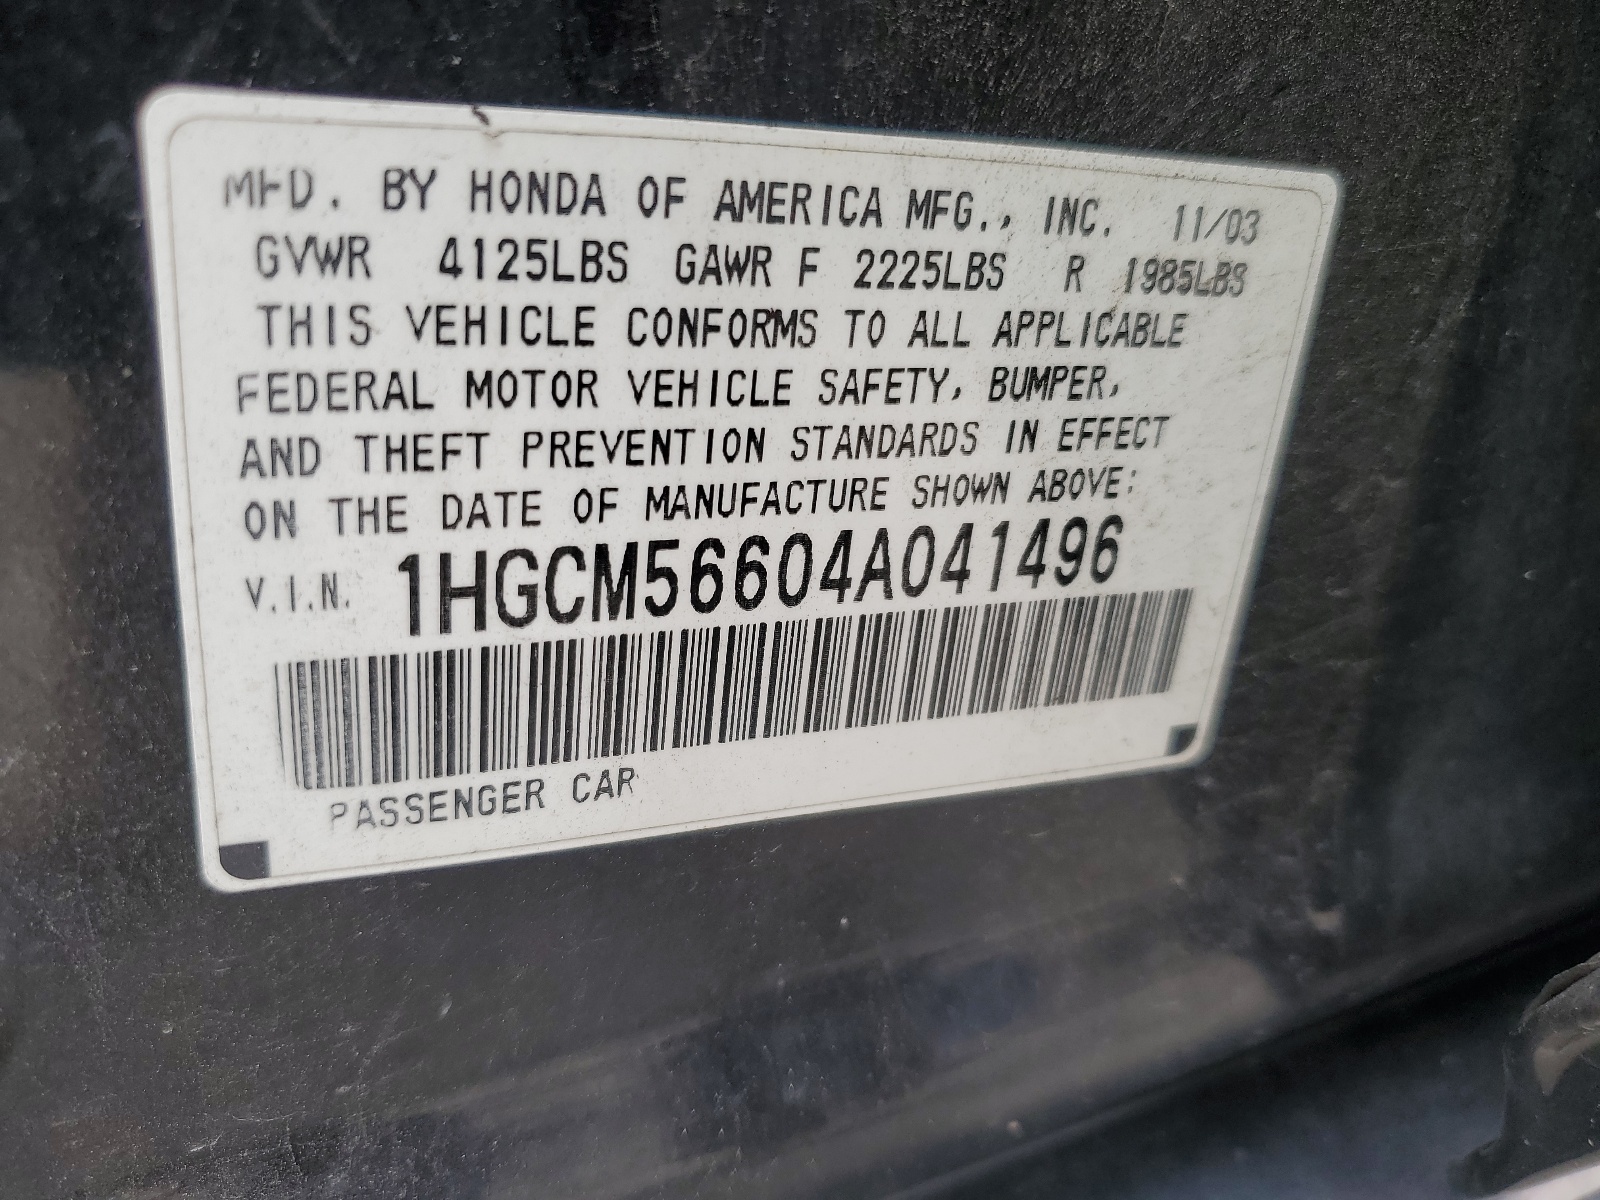 MFD. BY HONDA OF AMERICA MFG., INC. 11/03
GVWR 4125LBS GAWR F 2225LBS R 1985LBS
THIS VEHICLE CONFORMS TO ALL APPLICABLE
FEDERAL MOTOR VEHICLE SAFETY, BUMPER,
AND THEFT PREVENTION STANDARDS IN EFFECT
ON THE DATE OF MANUFACTURE SHOWN ABOVE:
V.I.N. 1HGCM56604A041496
PASSENGER CAR